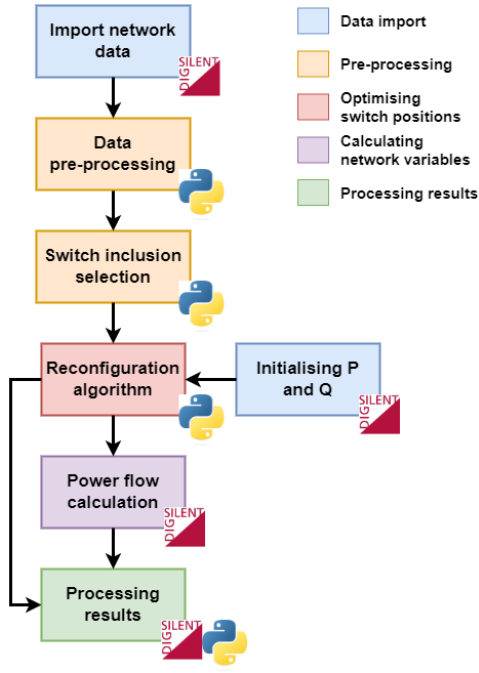 Import network
data
DIGSILENT
Data
pre-processing
Switch inclusion
selection
Reconfiguration
algorithm
Initialising P
and Q
DIGSILENT
Power flow
calculation
DIGSILENT
Processing
results
DIGSILENT
Data import
Pre-processing
Optimising
switch positions
Calculating
network variables
Processing results